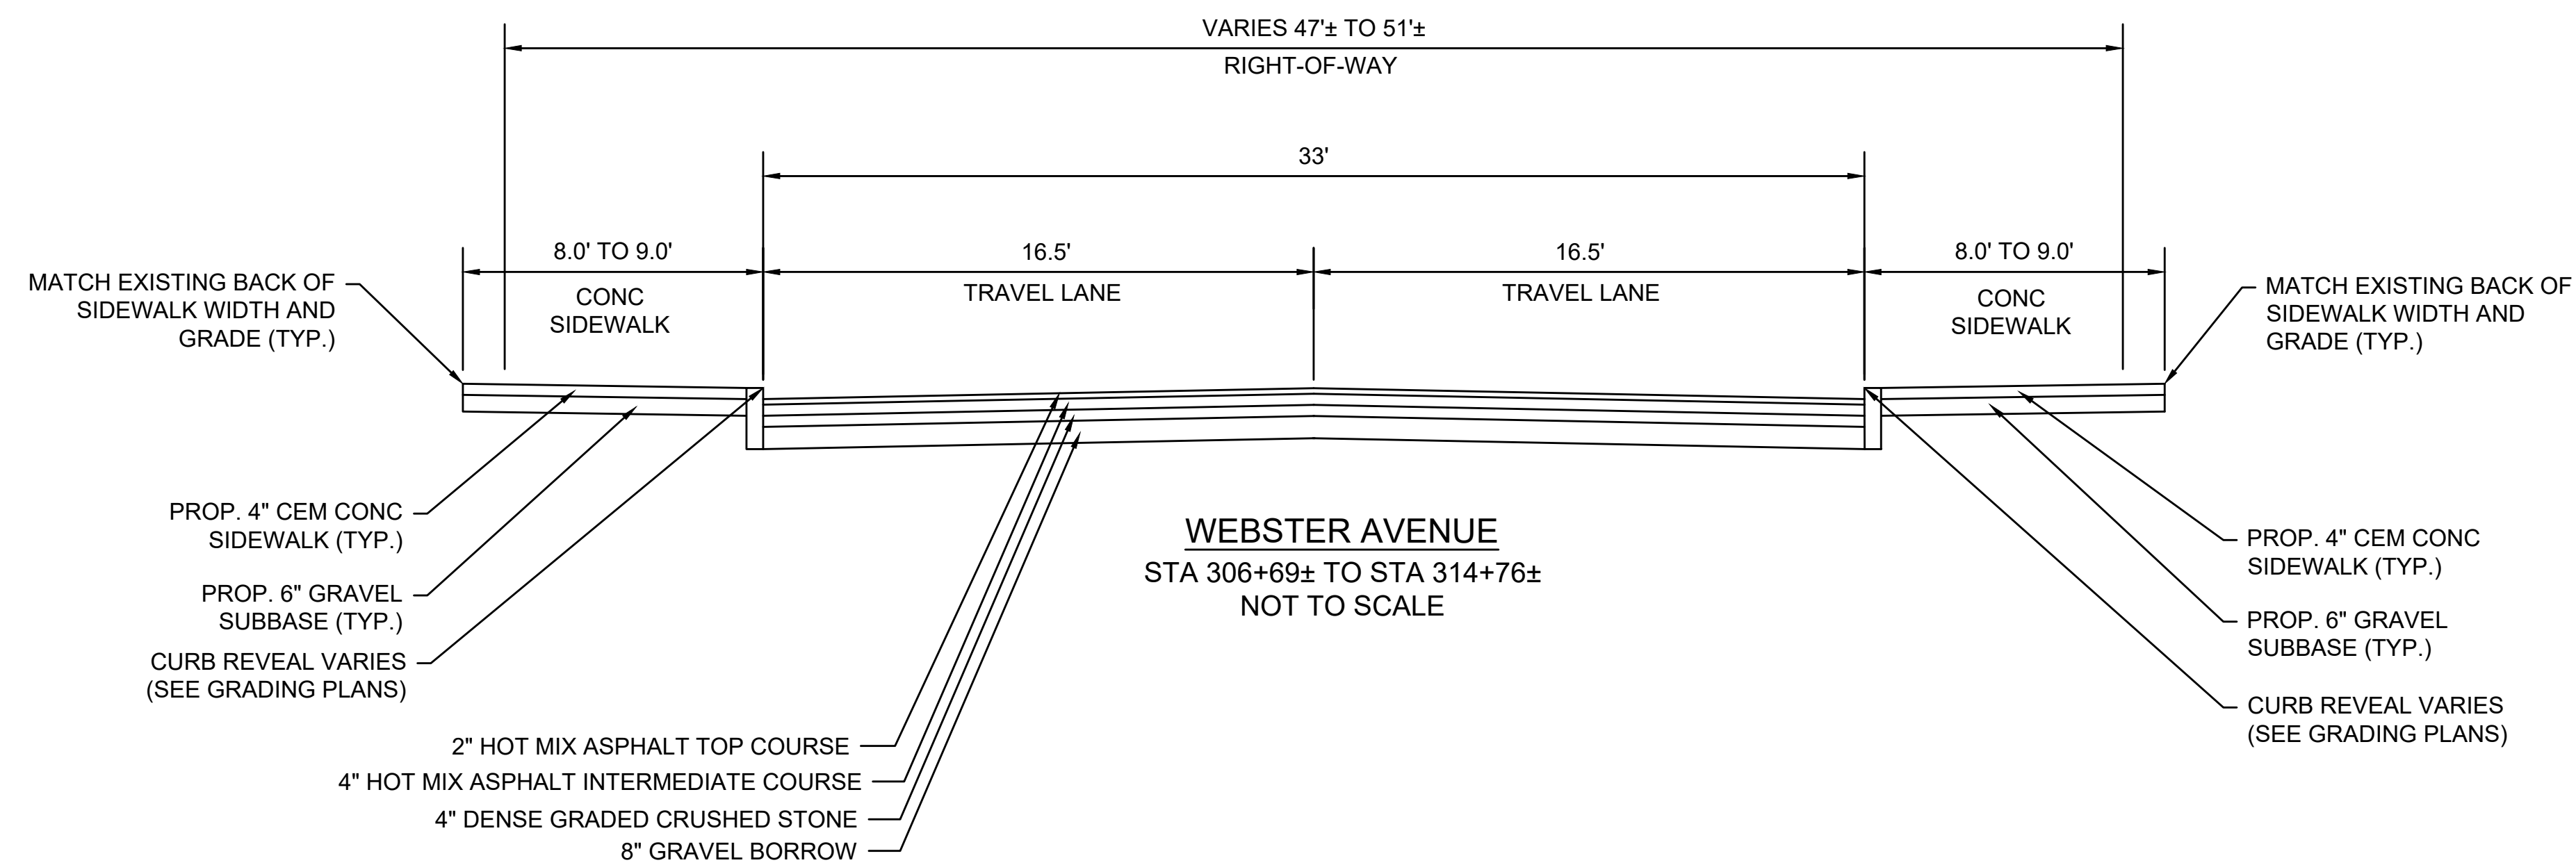 VARIES 47'± TO 51'±
RIGHT-OF-WAY
33'
8.0' TO 9.0'
CONC
SIDEWALK
16.5'
TRAVEL LANE
16.5'
TRAVEL LANE
8.0' TO 9.0'
CONC
SIDEWALK
MATCH EXISTING BACK OF
SIDEWALK WIDTH AND
GRADE (TYP.)
MATCH EXISTING BACK OF
SIDEWALK WIDTH AND
GRADE (TYP.)
PROP. 4" CEM CONC
SIDEWALK (TYP.)
PROP. 6" GRAVEL
SUBBASE (TYP.)
CURB REVEAL VARIES
(SEE GRADING PLANS)
2" HOT MIX ASPHALT TOP COURSE
4" HOT MIX ASPHALT INTERMEDIATE COURSE
4" DENSE GRADED CRUSHED STONE
8" GRAVEL BORROW
WEBSTER AVENUE
STA 306+69± TO STA 314+76±
NOT TO SCALE
PROP. 4" CEM CONC
SIDEWALK (TYP.)
PROP. 6" GRAVEL
SUBBASE (TYP.)
CURB REVEAL VARIES
(SEE GRADING PLANS)